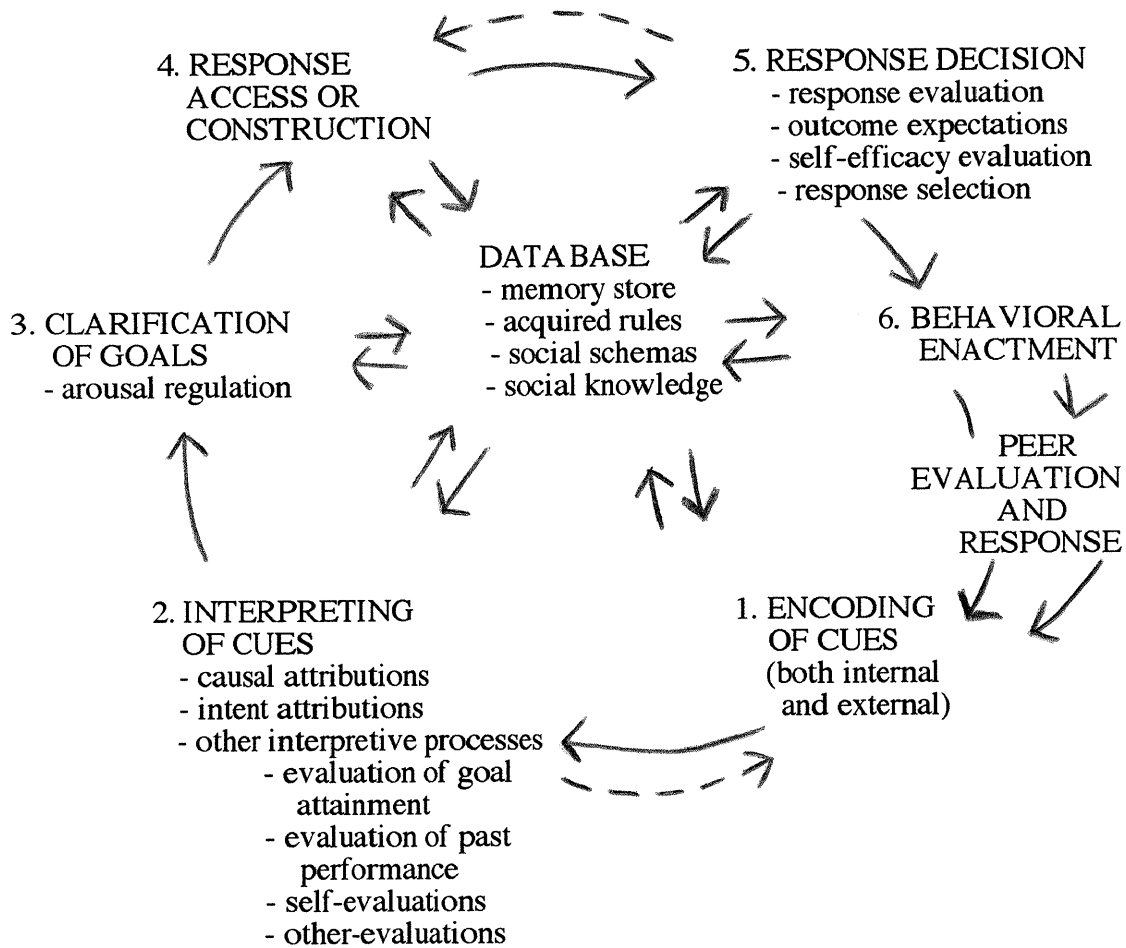 4. RESPONSE
ACCESS OR
CONSTRUCTION
5. RESPONSE DECISION
- response evaluation
- outcome expectations
- self-efficacy evaluation
- response selection
DATA BASE
- memory store
- acquired rules
- social schemas
- social knowledge
3. CLARIFICATION
OF GOALS
- arousal regulation
6. BEHAVIORAL
ENACTMENT
PEER
EVALUATION
AND
RESPONSE
2. INTERPRETING
OF CUES
- causal attributions
- intent attributions
- other interpretive processes
- evaluation of goal
attainment
- evaluation of past
performance
- self-evaluations
- other-evaluations
1. ENCODING
OF CUES
(both internal
and external)